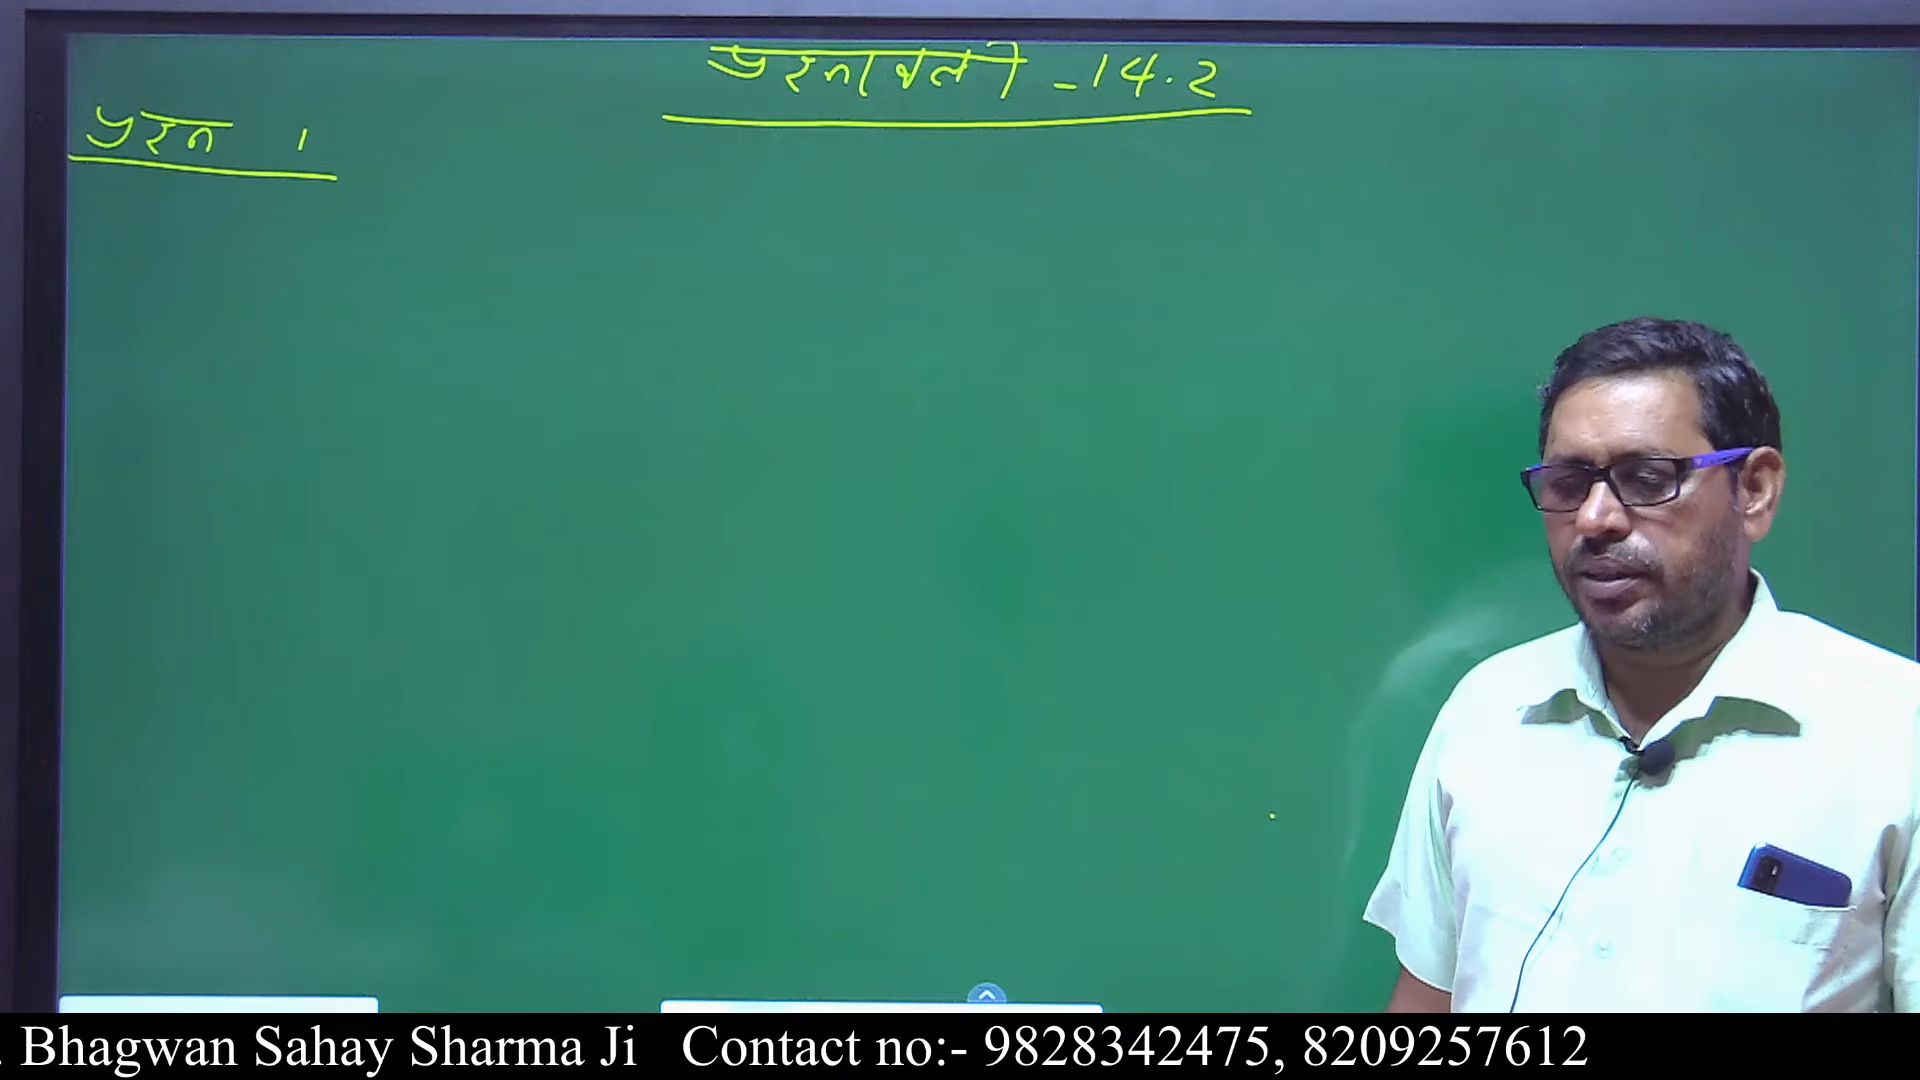 प्रश्नावली - 14.2
प्रश्न 1
. Bhagwan Sahay Sharma Ji Contact no:- 9828342475, 8209257612